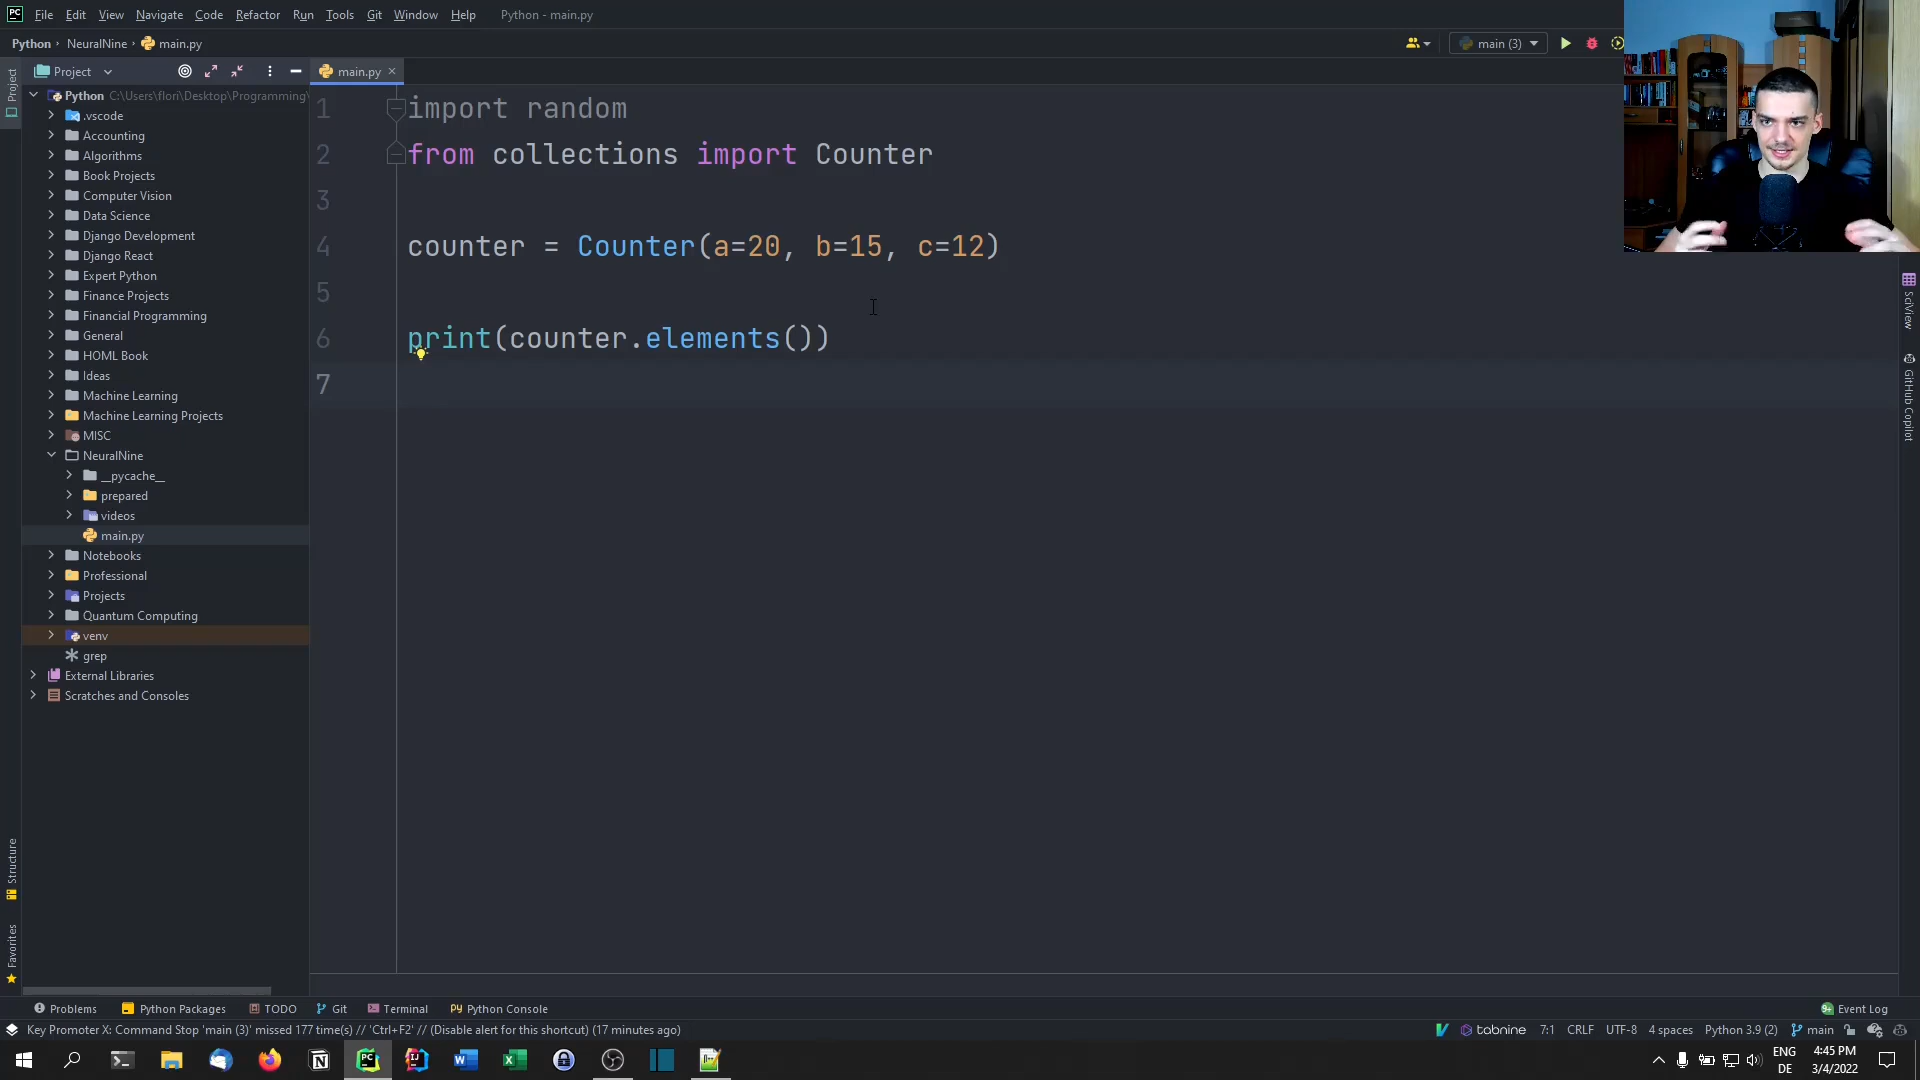 File Edit View Navigate Code Refactor Run Tools Git Window Help Python - main.py
Python NeuralNine main.py
main (3)
Project
main.py
Project
Python C:\Users\flori\Desktop\Programming\
.vscode
Accounting
Algorithms
Book Projects
Computer Vision
Data Science
Django Development
Django React
Expert Python
Finance Projects
Financial Programming
General
HOML Book
Ideas
Machine Learning
Machine Learning Projects
MISC
NeuralNine
__pycache__
prepared
videos
main.py
Notebooks
Professional
Projects
Quantum Computing
venv
grep
External Libraries
Scratches and Consoles
Structure
Favorites
1 import random
2 from collections import Counter
3
4 counter = Counter(a=20, b=15, c=12)
5
6 print(counter.elements())
7
SciView
GitHub Copilot
Problems Python Packages TODO Git Terminal Python Console Event Log
Key Promoter X: Command Stop 'main (3)' missed 177 time(s) // 'Ctrl+F2' // (Disable alert for this shortcut) (17 minutes ago) tabnine 7:1 CRLF UTF-8 4 spaces Python 3.9 (2) main
ENG
DE
4:45 PM
3/4/2022